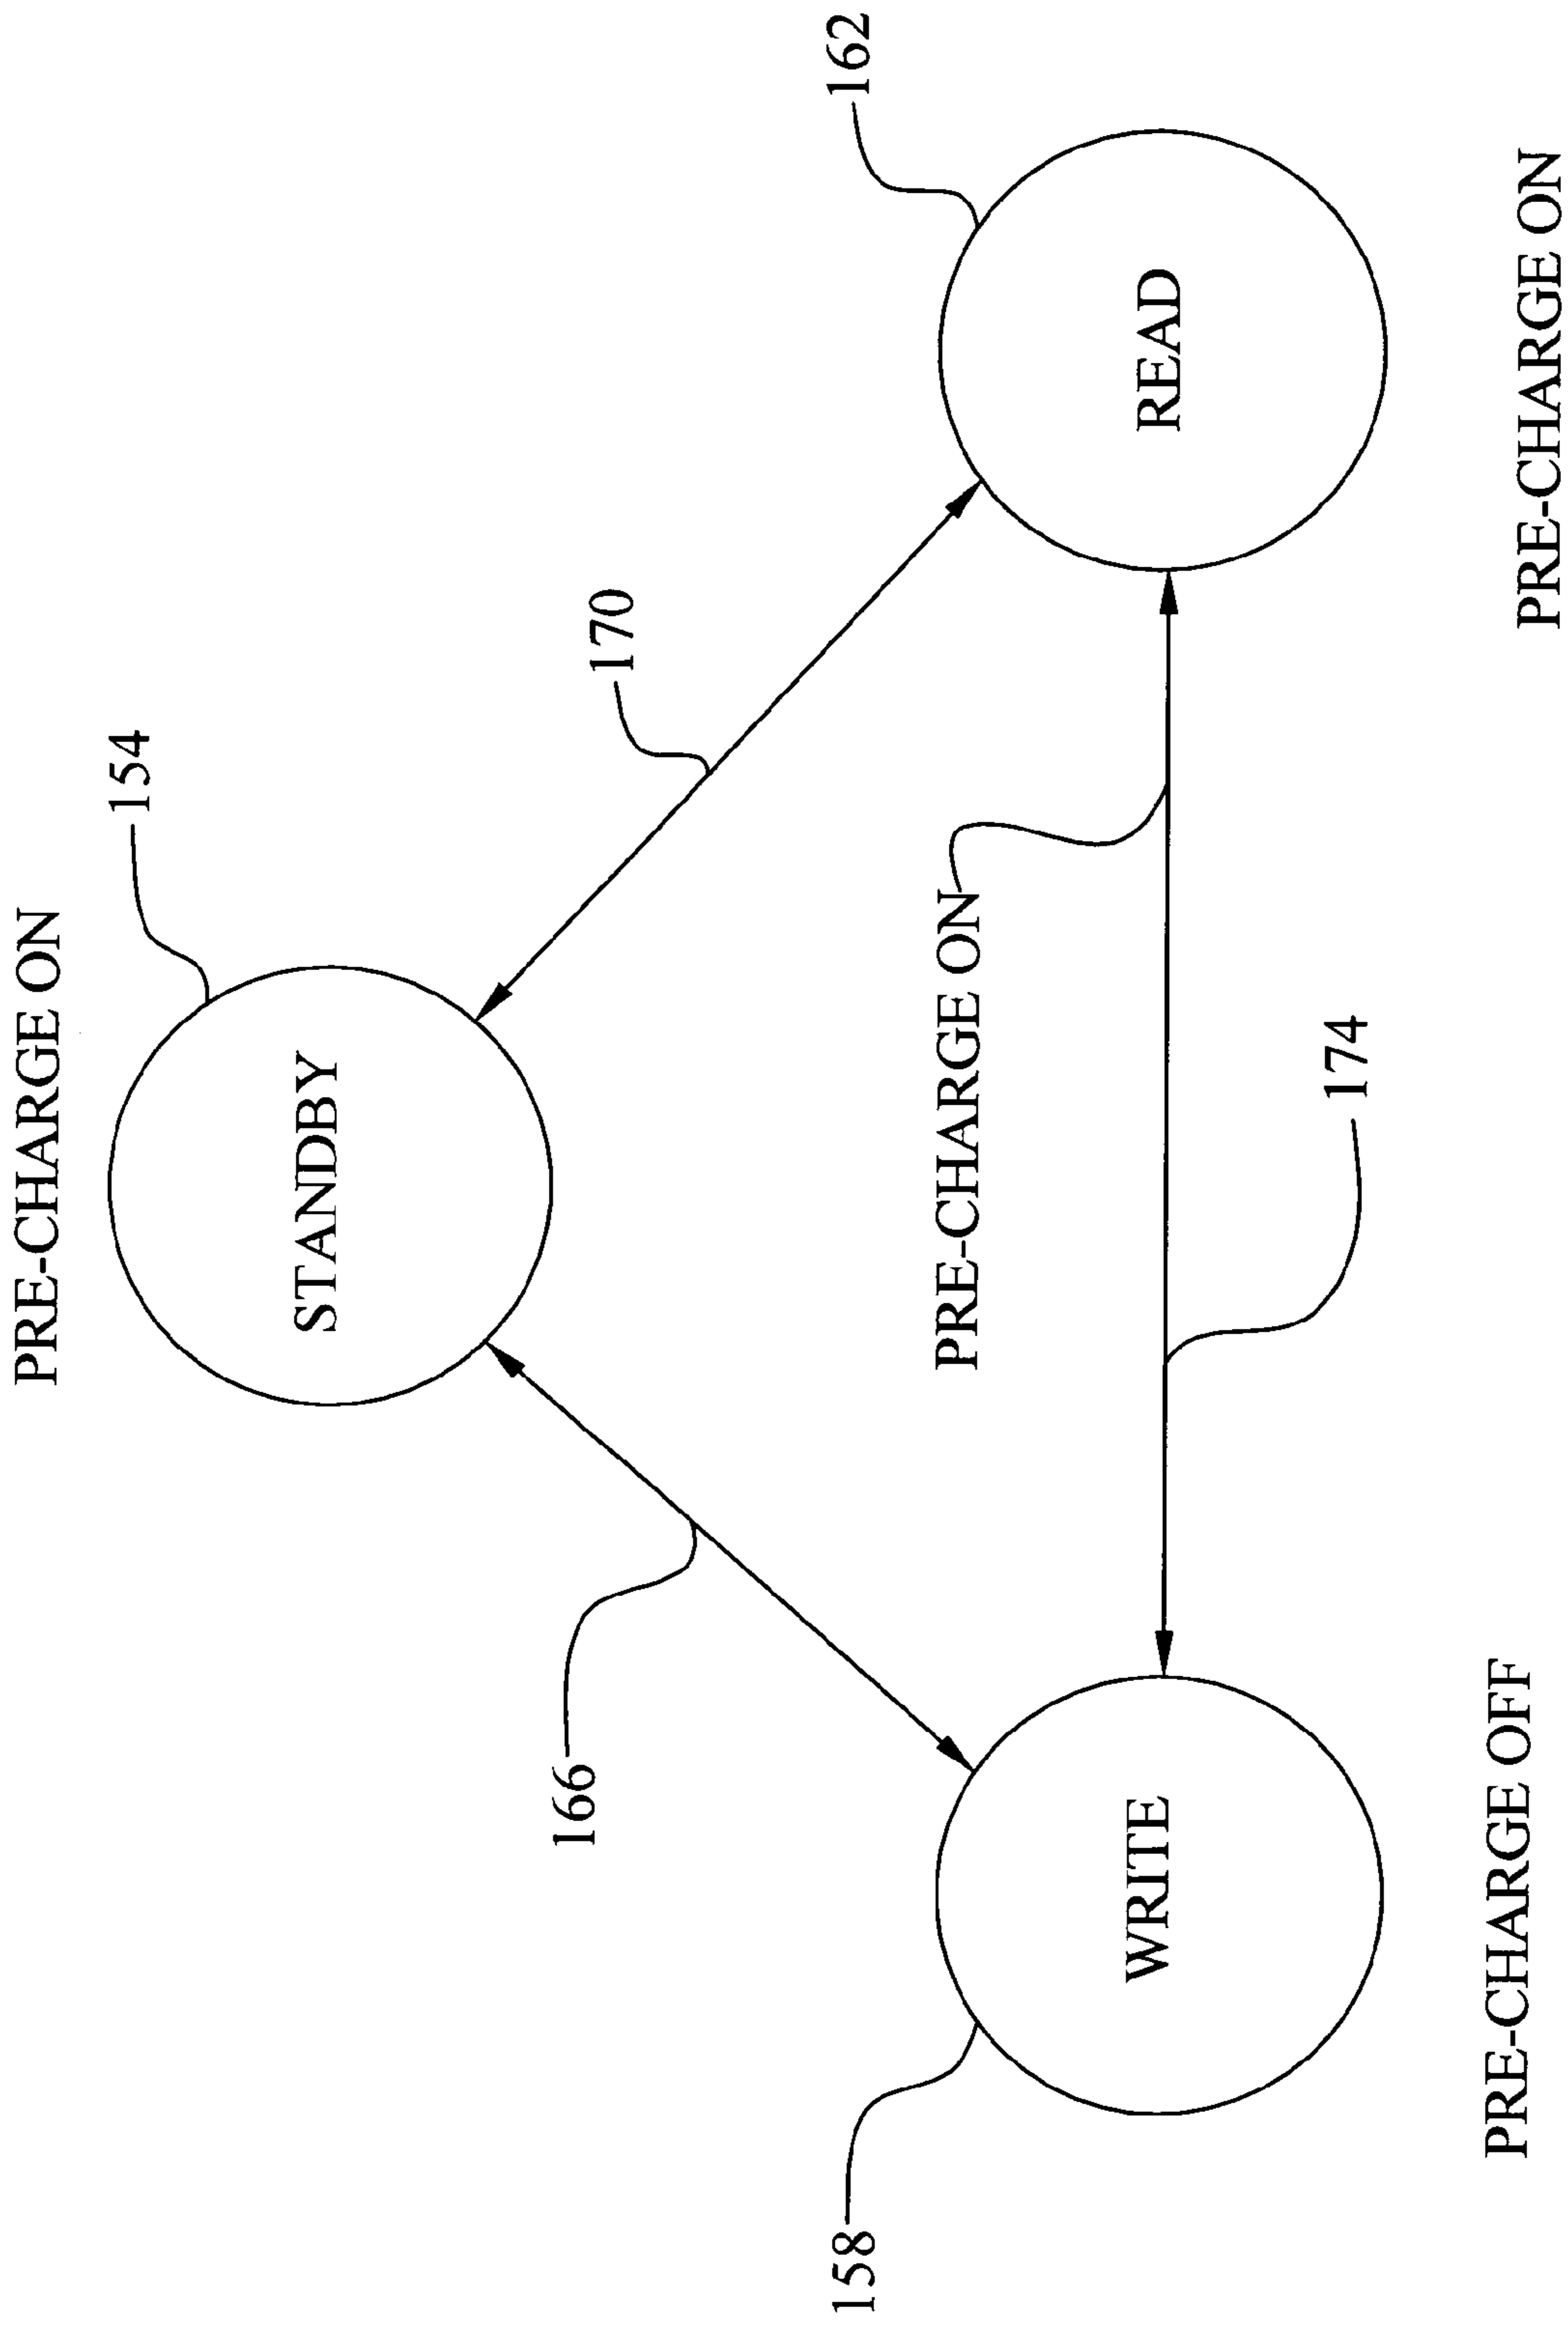 PRE-CHARGE ON
154
STANDBY
170
166
162
158
PRE-CHARGE ON
WRITE
READ
174
PRE-CHARGE OFF
PRE-CHARGE ON